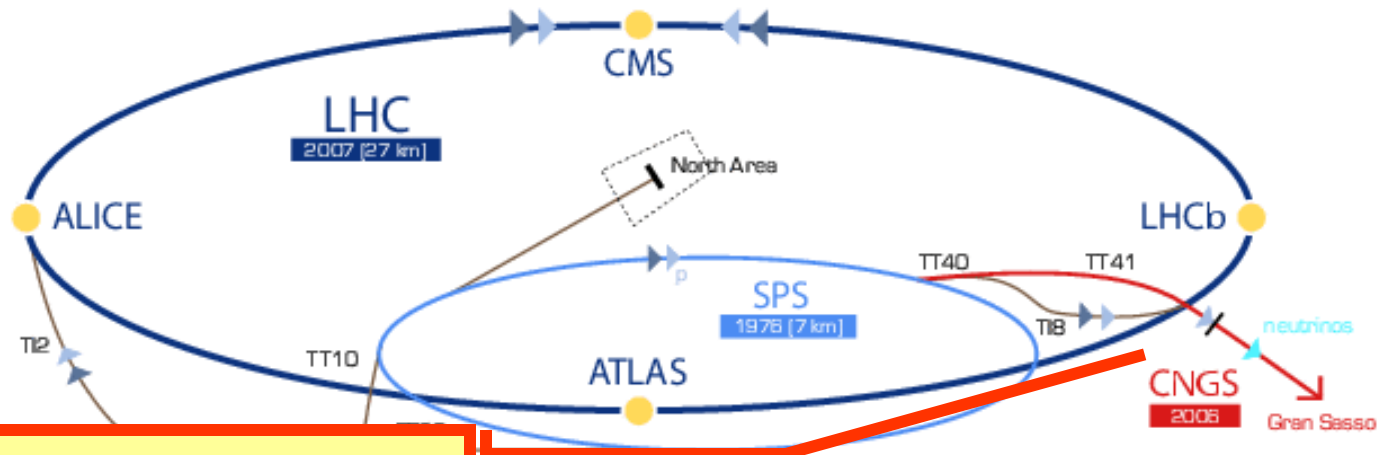 CMS
LHC
2007 [27 km]
North Area
ALICE
LHCb
TT40
TT41
p
SPS
1976 [7 km]
TI8
neutrinos
TI2
TT10
ATLAS
CNGS
2006
Gran Sasso